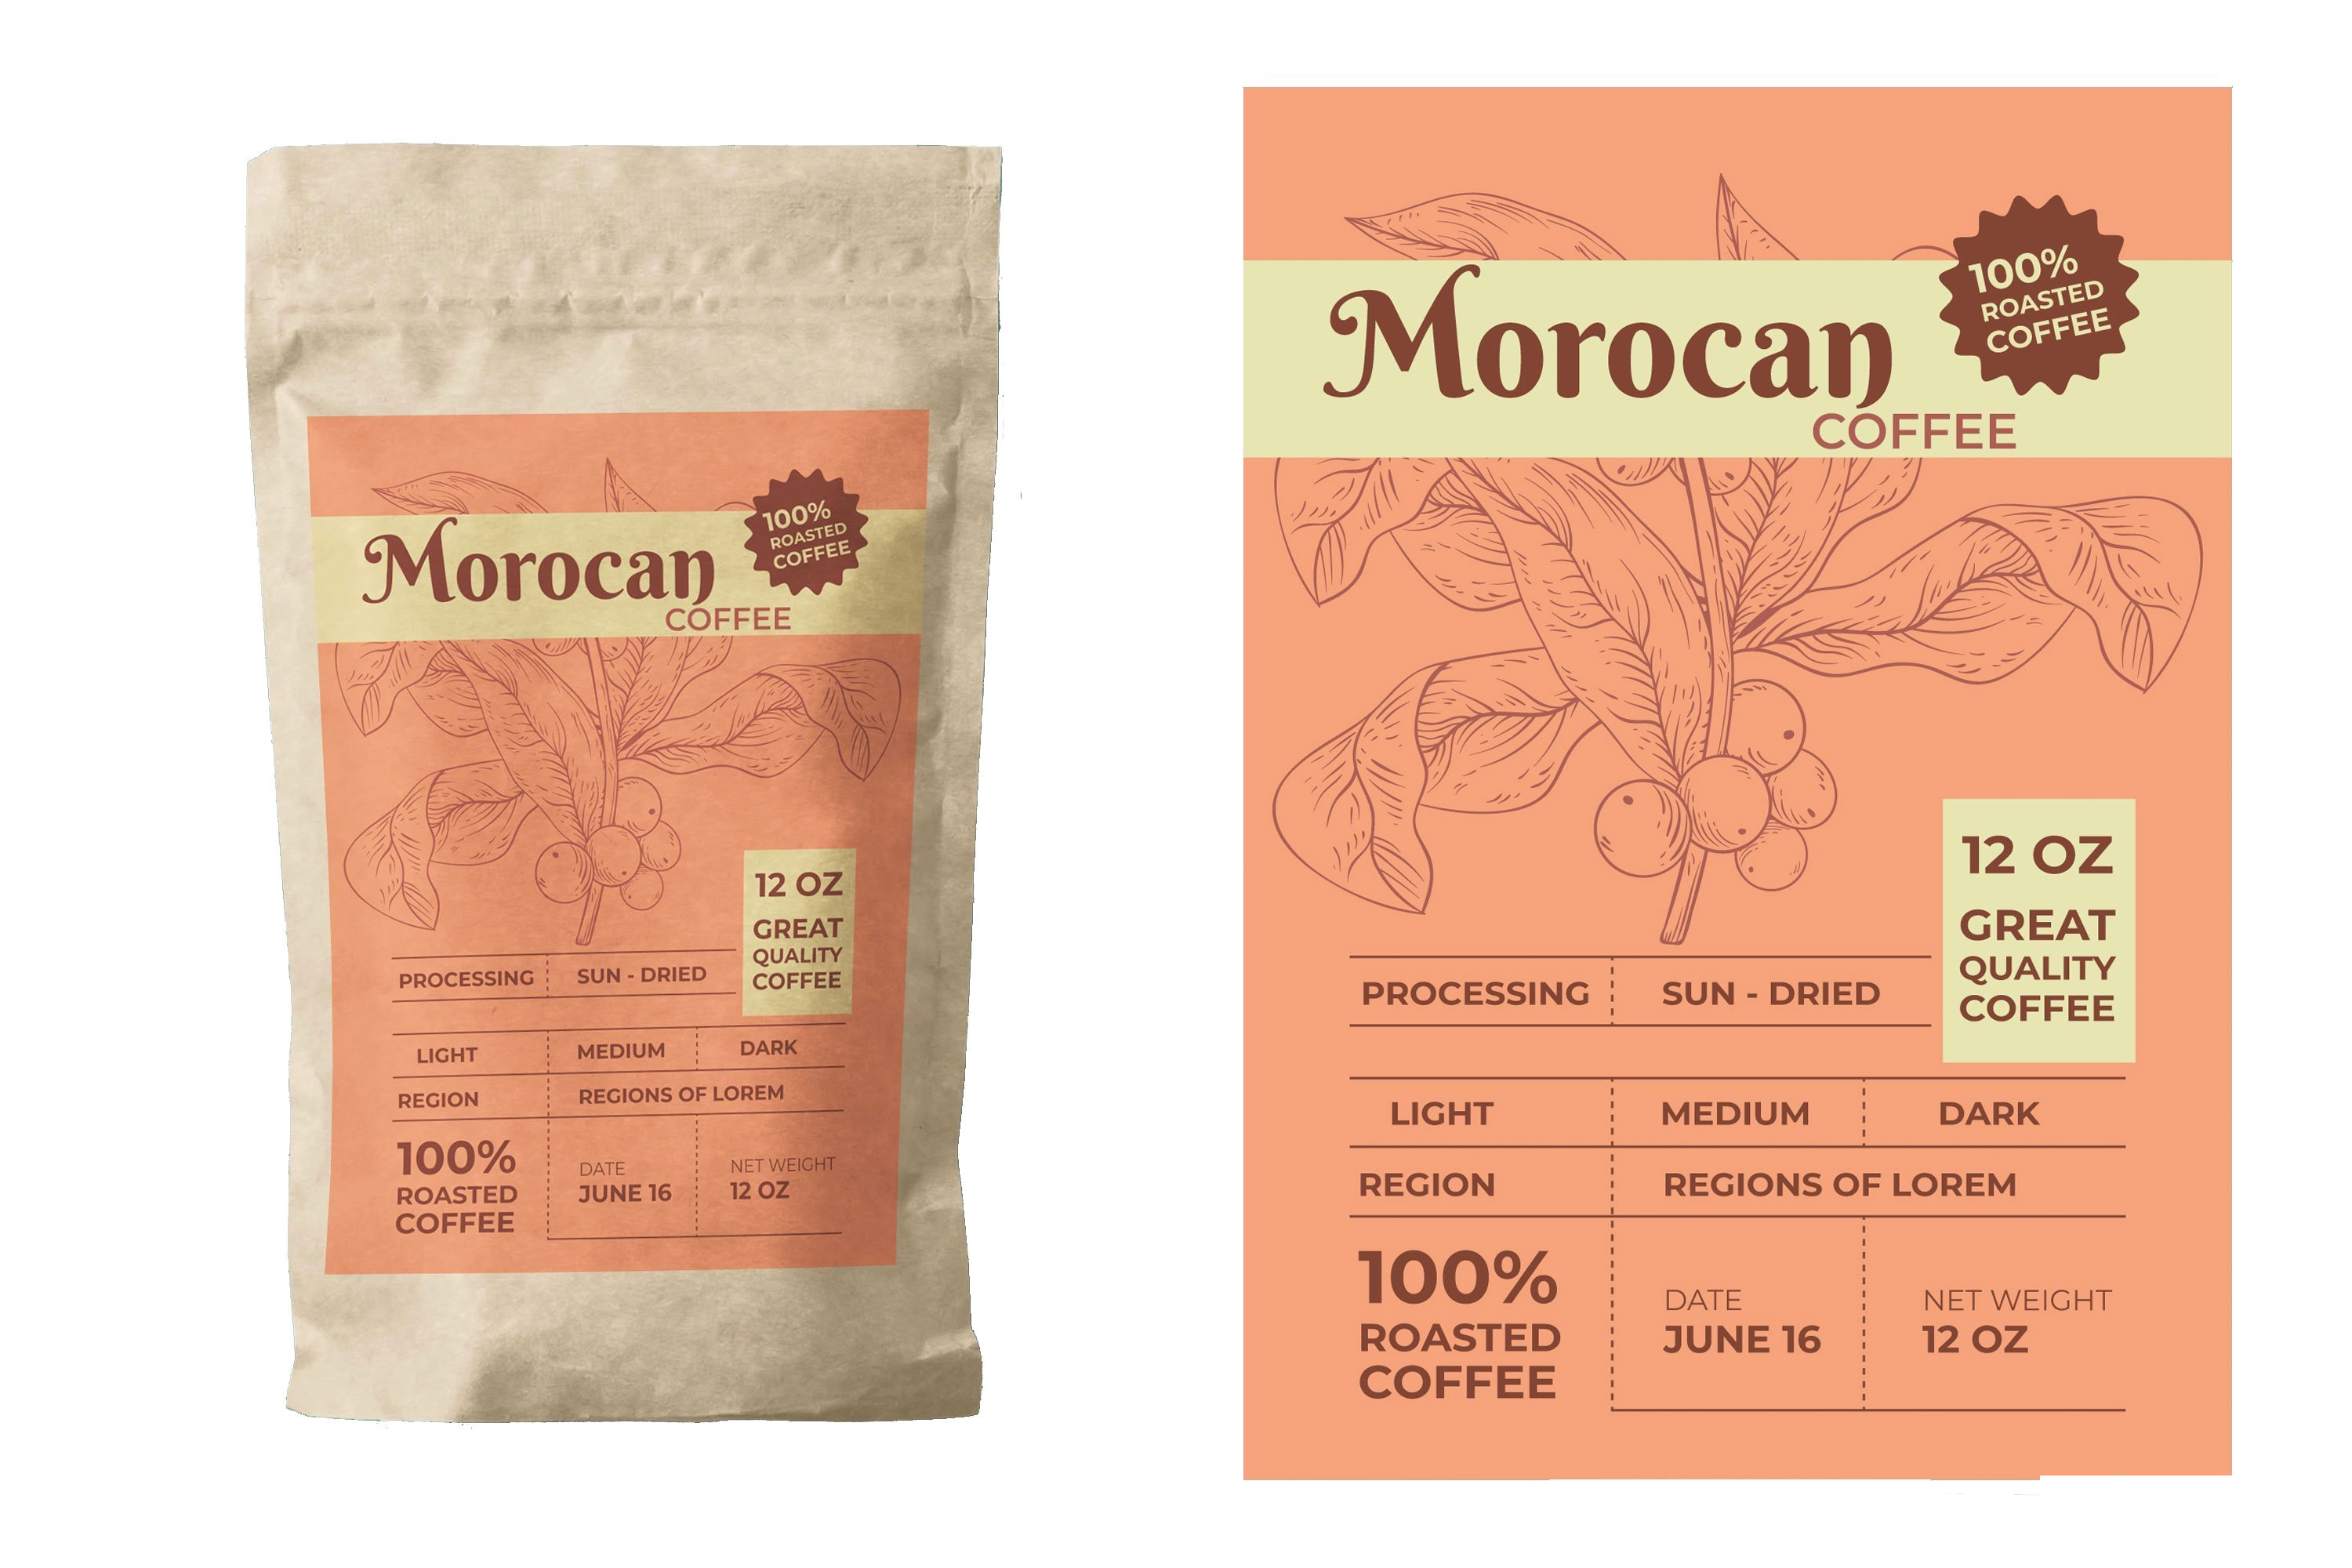 Morocan
COFFEE
100%
ROASTED
COFFEE
12 OZ
GREAT
QUALITY
COFFEE
PROCESSING SUN - DRIED
LIGHT MEDIUM DARK
REGION REGIONS OF LOREM
100%
ROASTED
COFFEE
DATE
JUNE 16
NET WEIGHT
12 OZ
Morocan
COFFEE
100%
ROASTED
COFFEE
12 OZ
GREAT
QUALITY
COFFEE
PROCESSING SUN - DRIED
LIGHT MEDIUM DARK
REGION REGIONS OF LOREM
100%
ROASTED
COFFEE
DATE
JUNE 16
NET WEIGHT
12 OZ